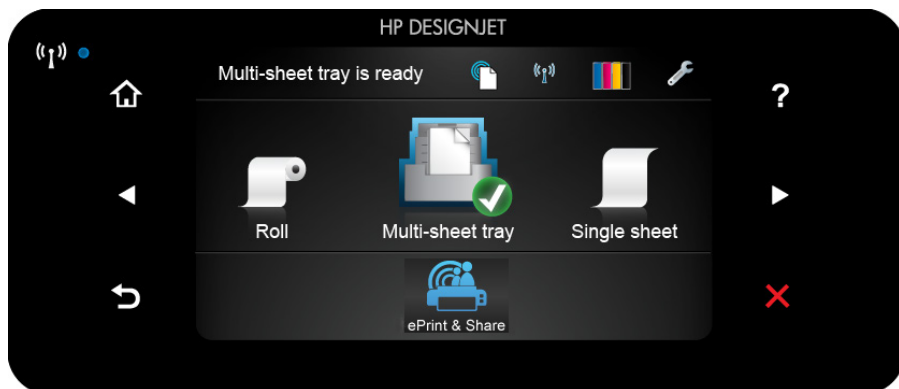 HP DESIGNJET
Multi-sheet tray is ready
?
Roll
Multi-sheet tray
Single sheet
ePrint & Share